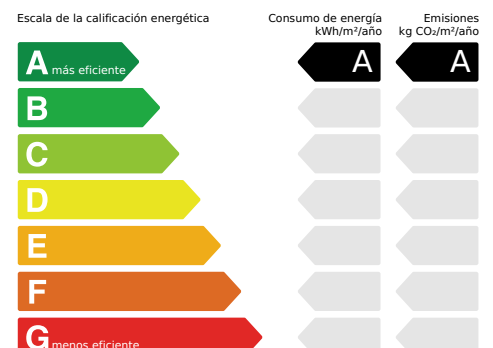 Escala de la calificación energética
Consumo de energía
kWh/m²/año
Emisiones
kg CO₂/m²/año
A más eficiente
A
A
B
C
D
E
F
G menos eficiente